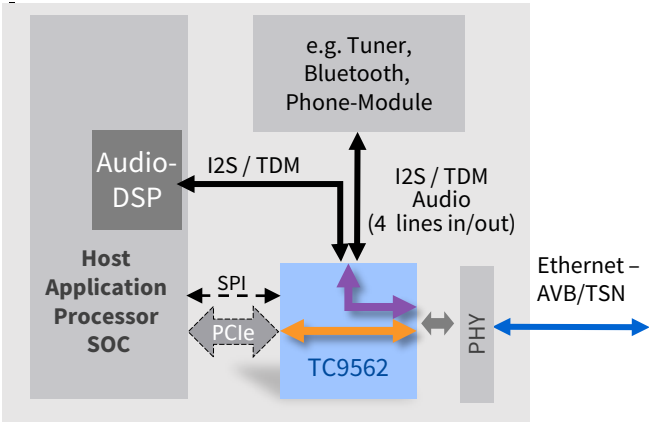 e.g. Tuner,
Bluetooth,
Phone-Module
Audio-
DSP
I2S / TDM
I2S / TDM
Audio
(4 lines in/out)
Host
Application
Processor
SOC
SPI
PCIe
TC9562
PHY
Ethernet –
AVB/TSN